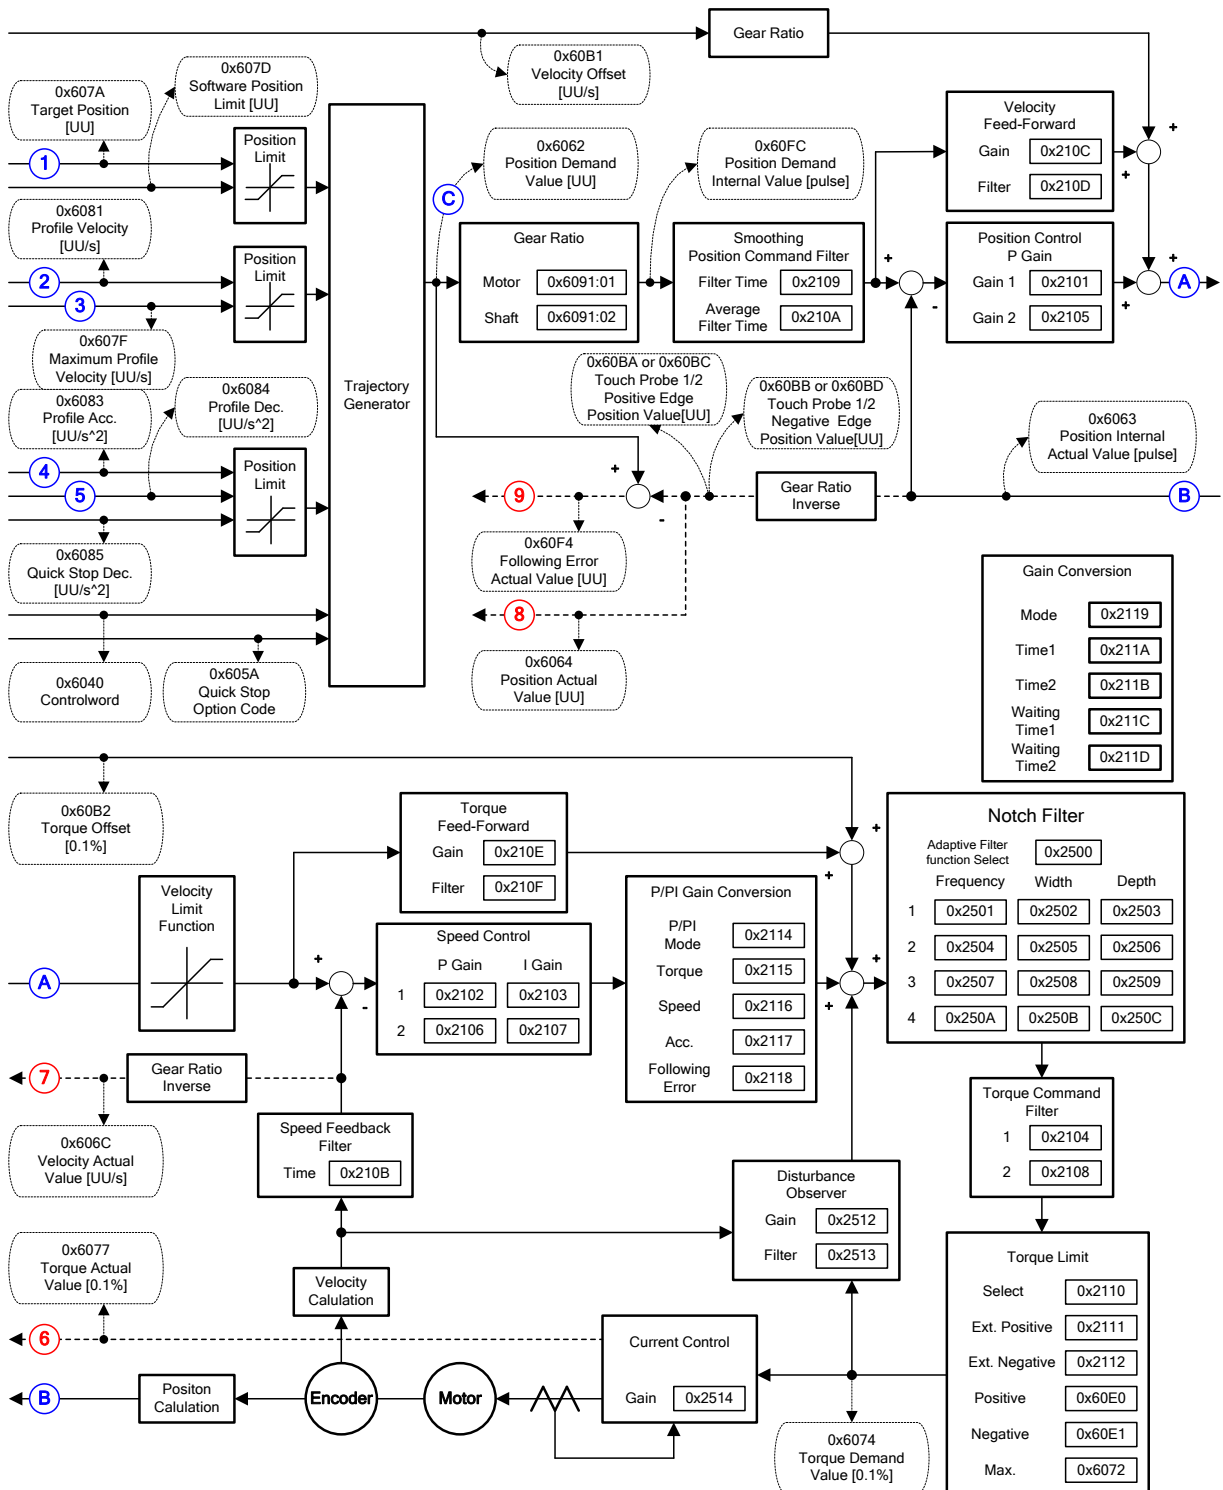 Gear Ratio
0x60B1
Velocity Offset
[UU/s]
0x607D
Software Position
Limit [UU]
0x607A
Target Position
[UU]
1
Position
Limit
0x6081
Profile Velocity
[UU/s]
2
3
Position
Limit
0x607F
Maximum Profile
Velocity [UU/s]
0x6083
Profile Acc.
[UU/s^2]
0x6084
Profile Dec.
[UU/s^2]
4
5
Position
Limit
0x6085
Quick Stop Dec.
[UU/s^2]
0x6040
Controlword
0x605A
Quick Stop
Option Code
Trajectory
Generator
0x6062
Position Demand
Value [UU]
C
0x60FC
Position Demand
Internal Value [pulse]
Gear Ratio
Motor 0x6091:01
Shaft 0x6091:02
Smoothing
Position Command Filter
Filter Time 0x2109
Average
Filter Time 0x210A
Velocity
Feed-Forward
Gain 0x210C
Filter 0x210D
+
+
Position Control
P Gain
Gain 1 0x2101
Gain 2 0x2105
+
-
+
+
A
0x60BA or 0x60BC
Touch Probe 1/2
Positive Edge
Position Value[UU]
0x60BB or 0x60BD
Touch Probe 1/2
Negative Edge
Position Value[UU]
0x6063
Position Internal
Actual Value [pulse]
+
-
9
Gear Ratio
Inverse
B
0x60F4
Following Error
Actual Value [UU]
8
0x6064
Position Actual
Value [UU]
Gain Conversion
Mode 0x2119
Time1 0x211A
Time2 0x211B
Waiting
Time1 0x211C
Waiting
Time2 0x211D
0x60B2
Torque Offset
[0.1%]
Torque
Feed-Forward
Gain 0x210E
Filter 0x210F
+
+
Velocity
Limit
Function
A
+
-
Speed Control
P Gain I Gain
1 0x2102 0x2103
2 0x2106 0x2107
P/PI Gain Conversion
P/PI
Mode 0x2114
Torque 0x2115
Speed 0x2116
Acc. 0x2117
Following
Error 0x2118
+
+
Notch Filter
Adaptive Filter
function Select 0x2500
Frequency Width Depth
1 0x2501 0x2502 0x2503
2 0x2504 0x2505 0x2506
3 0x2507 0x2508 0x2509
4 0x250A 0x250B 0x250C
7
Gear Ratio
Inverse
0x606C
Velocity Actual
Value [UU/s]
Speed Feedback
Filter
Time 0x210B
Torque Command
Filter
1 0x2104
2 0x2108
Disturbance
Observer
Gain 0x2512
Filter 0x2513
0x6077
Torque Actual
Value [0.1%]
Velocity
Calulation
6
Current Control
Gain 0x2514
B
Positon
Calulation
Encoder
Motor
0x6074
Torque Demand
Value [0.1%]
Torque Limit
Select 0x2110
Ext. Positive 0x2111
Ext. Negative 0x2112
Positive 0x60E0
Negative 0x60E1
Max. 0x6072